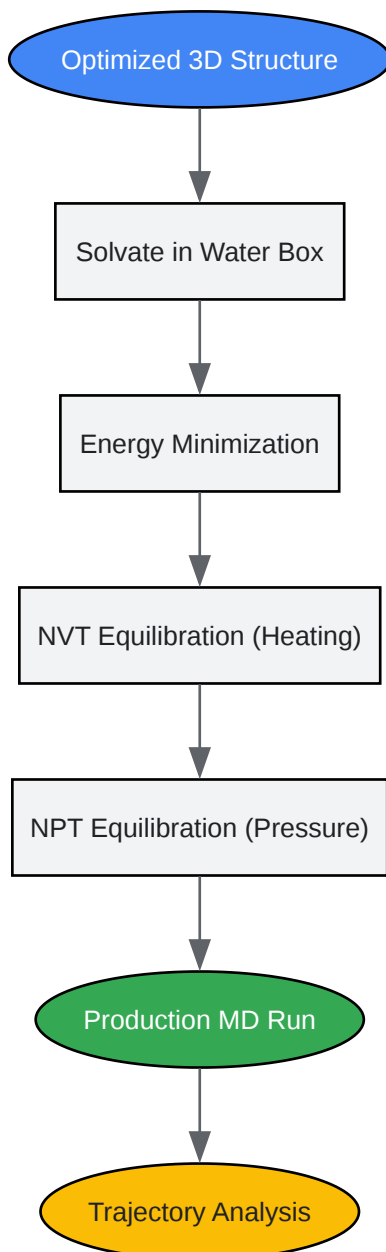 Optimized 3D Structure
Solvate in Water Box
Energy Minimization
NVT Equilibration (Heating)
NPT Equilibration (Pressure)
Production MD Run
Trajectory Analysis